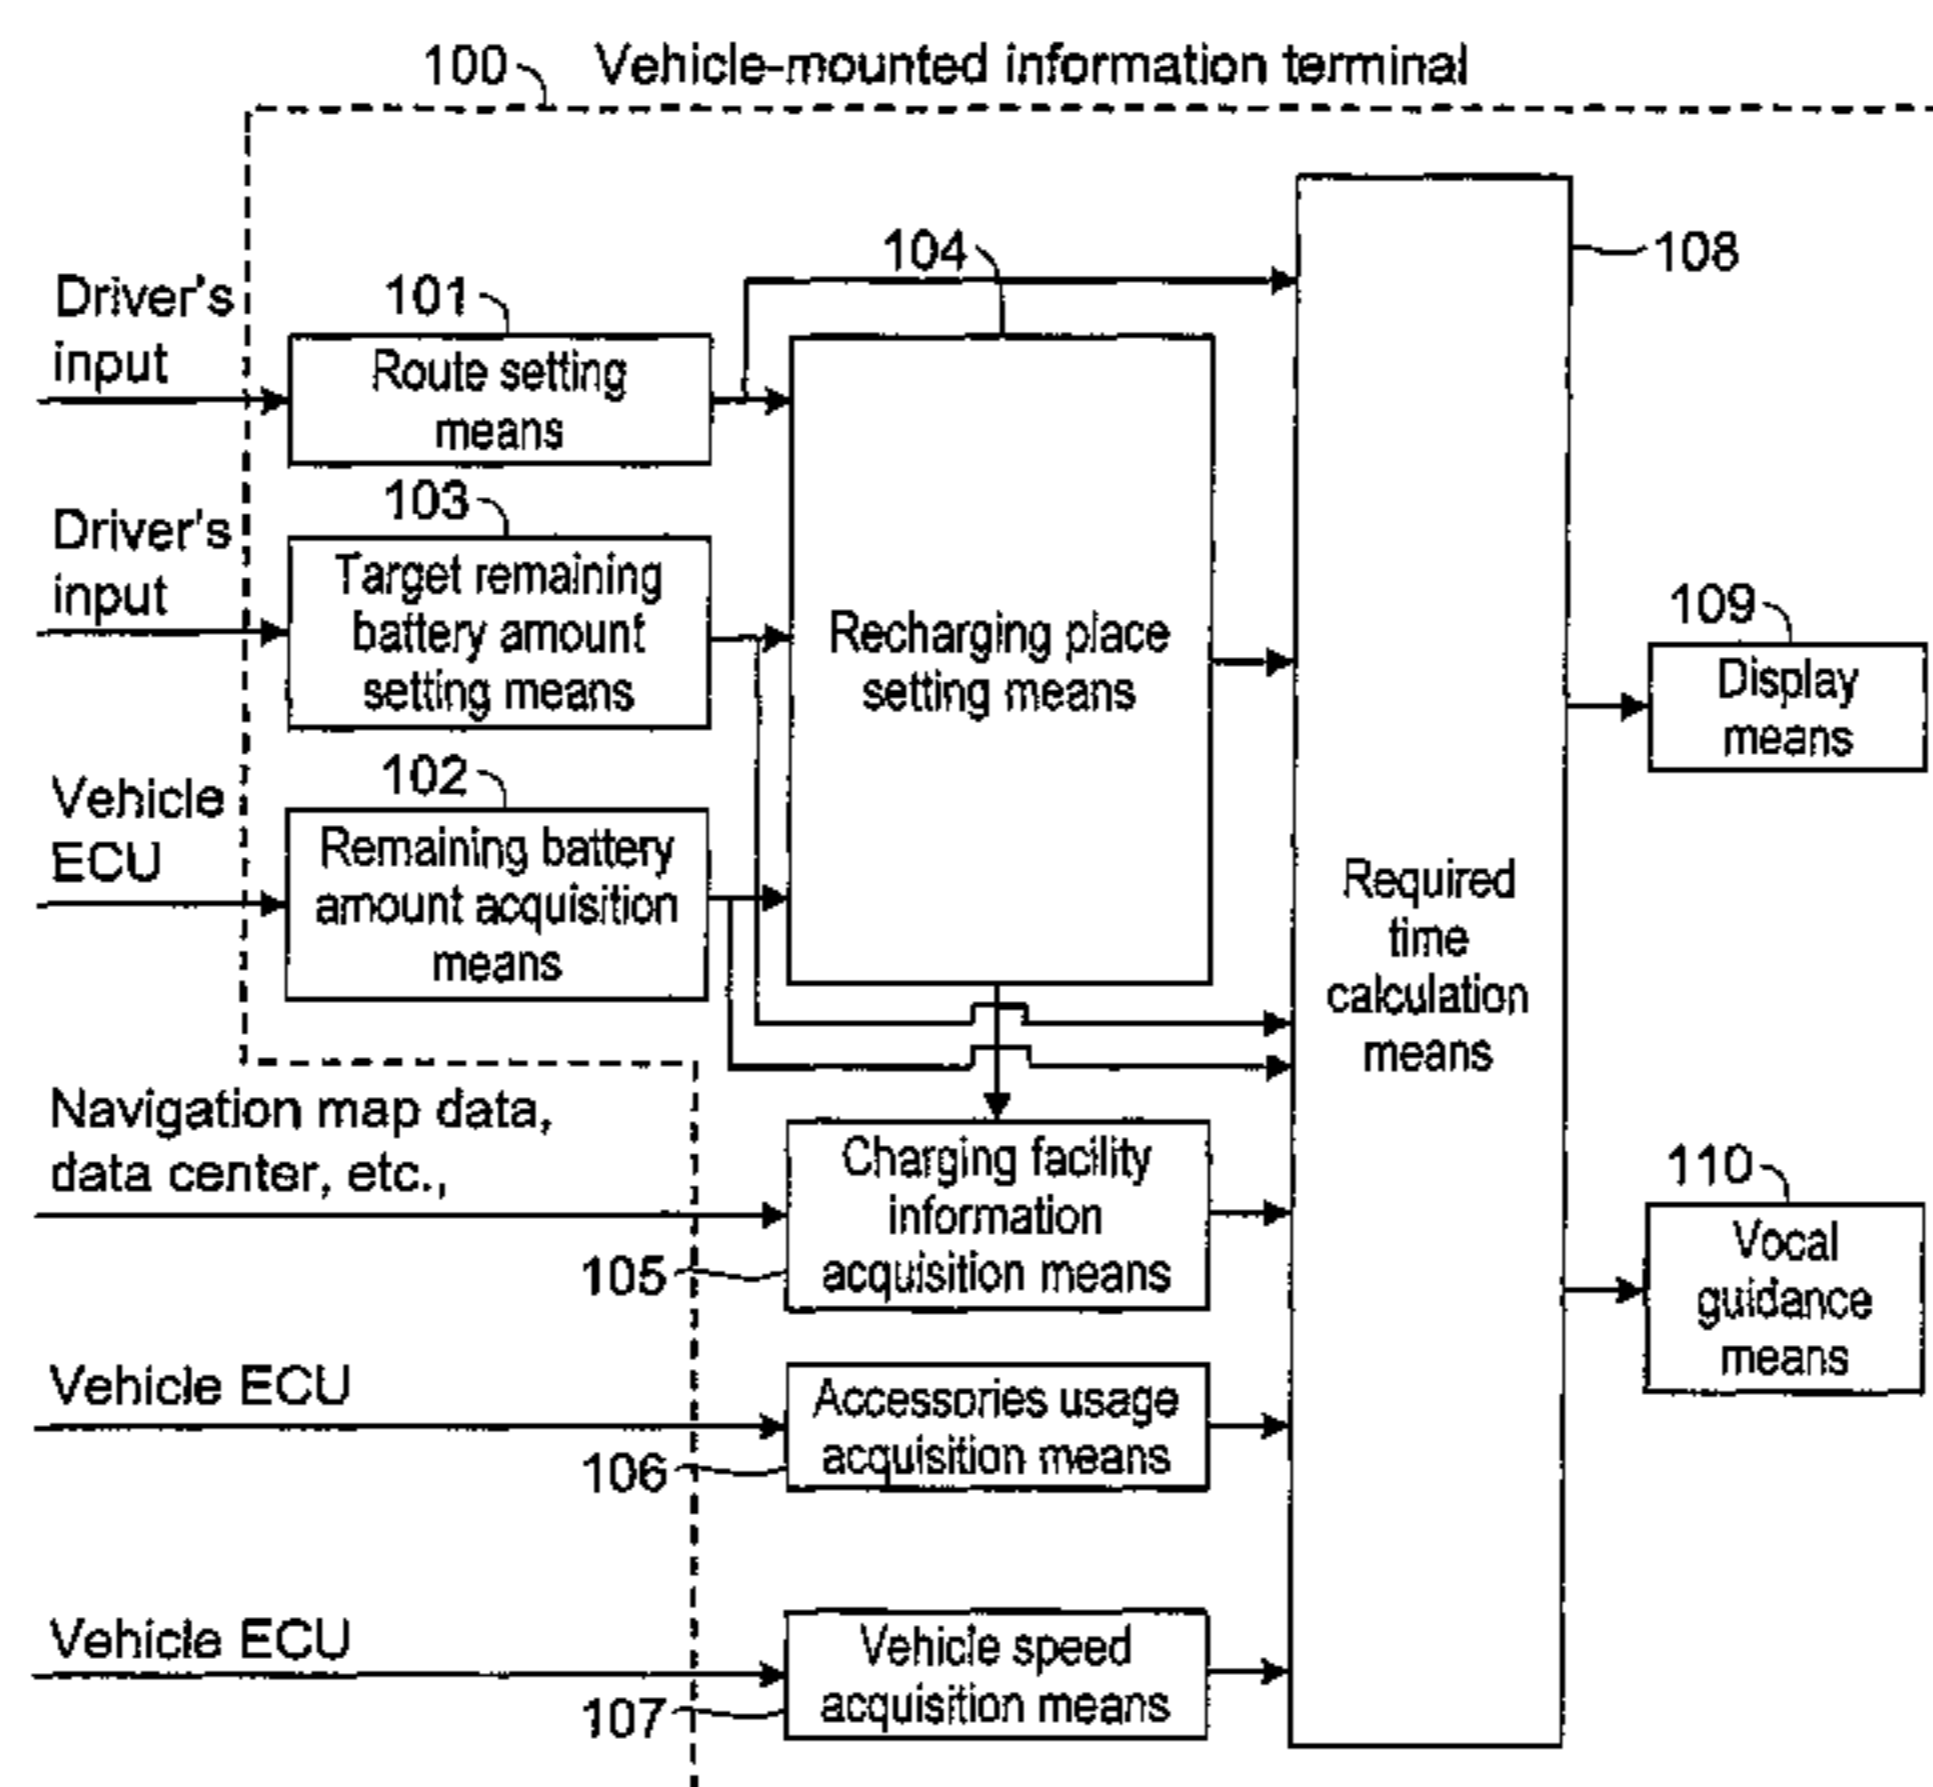 100 Vehicle-mounted information terminal
104
108
Driver's
input
101
Route setting
means
Driver's
input
103
Target remaining
battery amount
setting means
Recharging place
setting means
109
Display
means
Vehicle
ECU
102
Remaining battery
amount acquisition
means
Required
time
calculation
means
Navigation map data,
data center, etc.,
Charging facility
information
acquisition means
105
110
Vocal
guidance
means
Vehicle ECU
Accessories usage
acquisition means
106
Vehicle ECU
Vehicle speed
acquisition means
107